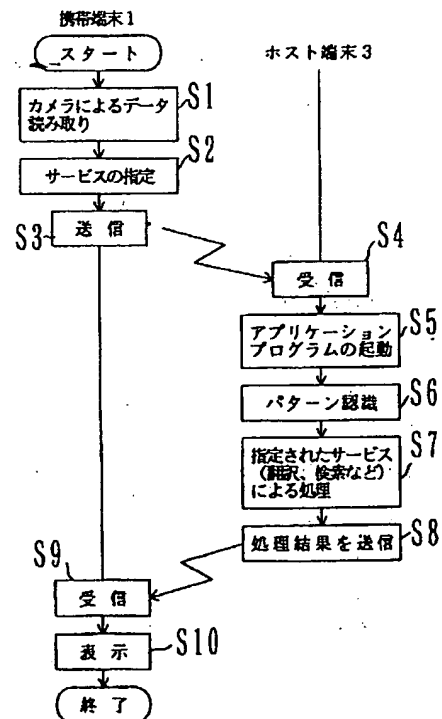 携帯端末1
スタート
ホスト端末3
カメラによるデータ
読み取り
S1
サービスの指定
S2
送信
S3
S4
受信
S5
アプリケーション
プログラムの起動
S6
パターン認識
S7
指定されたサービス
(翻訳、検索など)
による処理
S8
処理結果を送信
S9
受信
表示
S10
終了